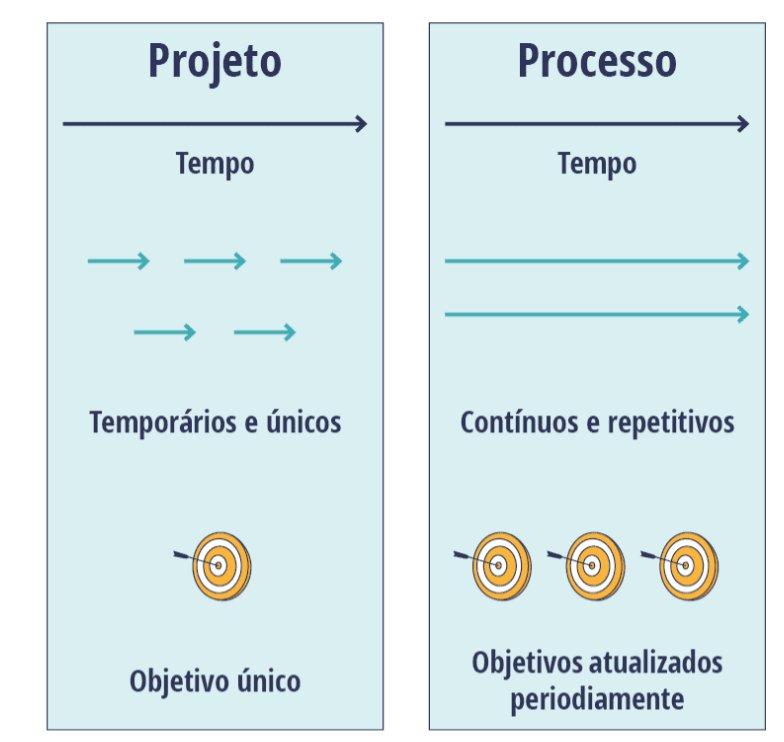 Projeto
Tempo
Temporários e únicos
Objetivo único
Processo
Tempo
Contínuos e repetitivos
Objetivos atualizados
periodiamente